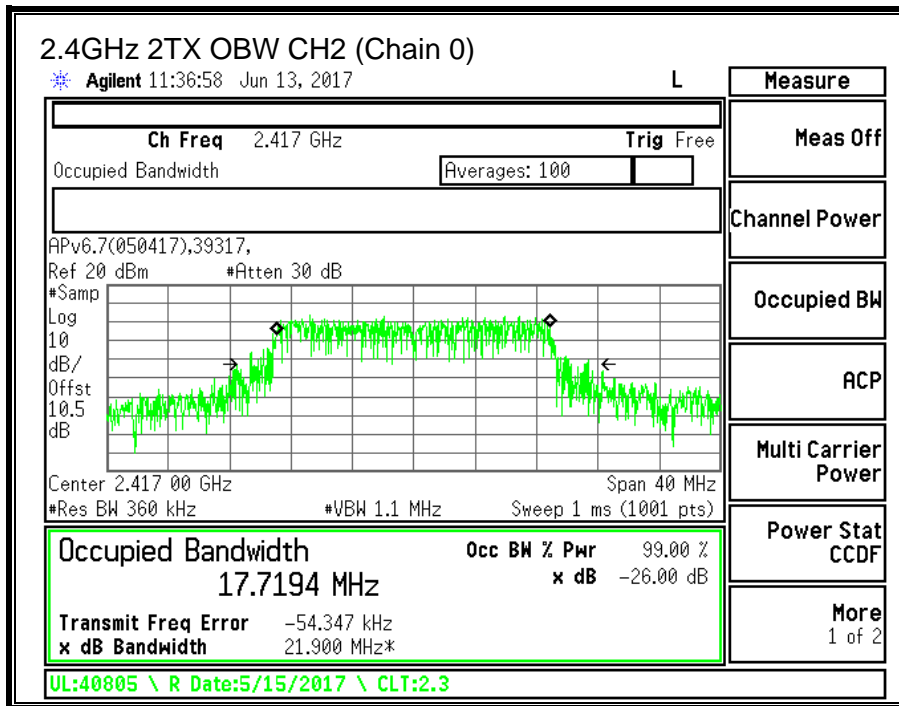 2.4GHz 2TX OBW CH2 (Chain 0)
Agilent 11:36:58 Jun 13, 2017 L
Measure
Ch Freq 2.417 GHz Trig Free
Meas Off
Occupied Bandwidth Averages: 100
Channel Power
APv6.7(050417),39317,
Ref 20 dBm #Atten 30 dB
#Samp
Log
10
dB/
Offst
10.5
dB
Occupied BW
ACP
Multi Carrier
Power
Center 2.417 00 GHz Span 40 MHz
#Res BW 360 kHz #VBW 1.1 MHz Sweep 1 ms (1001 pts)
Power Stat
CCDF
Occupied Bandwidth Occ BW % Pwr 99.00 %
17.7194 MHz x dB -26.00 dB
Transmit Freq Error -54.347 kHz
x dB Bandwidth 21.900 MHz*
More
1 of 2
UL:40805 \ R Date:5/15/2017 \ CLT:2.3